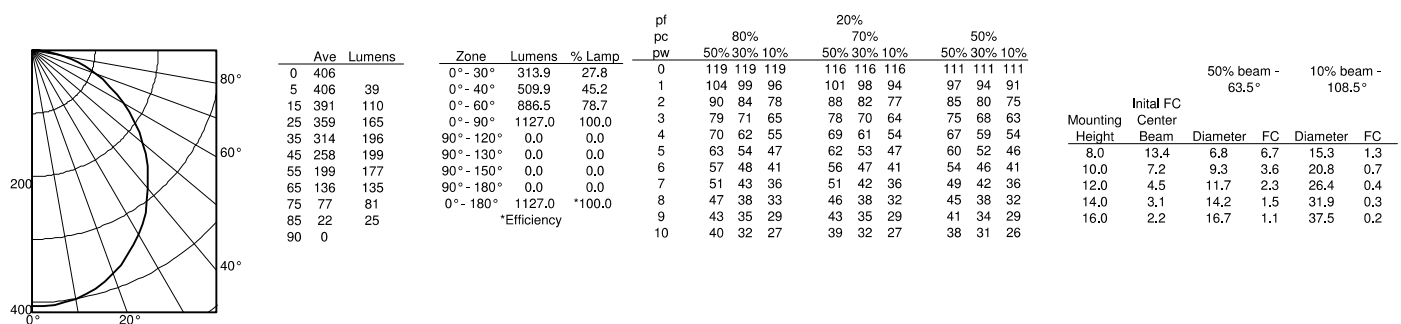 80°
60°
40°
200
400
0°
20°
Ave Lumens
0 406
5 406 39
15 391 110
25 359 165
35 314 196
45 258 199
55 199 177
65 136 135
75 77 81
85 22 25
90 0
Zone Lumens % Lamp
0°- 30° 313.9 27.8
0°- 40° 509.9 45.2
0°- 60° 886.5 78.7
0°- 90° 1127.0 100.0
90°- 120° 0.0 0.0
90°- 130° 0.0 0.0
90°- 150° 0.0 0.0
90°- 180° 0.0 0.0
0°- 180° 1127.0 *100.0
*Efficiency
pf 20%
pc 80% 70% 50%
pw 50% 30% 10% 50% 30% 10% 50% 30% 10%
0 119 119 119 116 116 116 111 111 111
1 104 99 96 101 98 94 97 94 91
2 90 84 78 88 82 77 85 80 75
3 79 71 65 78 70 64 75 68 63
4 70 62 55 69 61 54 67 59 54
5 63 54 47 62 53 47 60 52 46
6 57 48 41 56 47 41 54 46 41
7 51 43 36 51 42 36 49 42 36
8 47 38 33 46 38 32 45 38 32
9 43 35 29 43 35 29 41 34 29
10 40 32 27 39 32 27 38 31 26
50% beam - 10% beam -
63.5° 108.5°
Inital FC
Mounting Center
Height Beam Diameter FC Diameter FC
8.0 13.4 6.8 6.7 15.3 1.3
10.0 7.2 9.3 3.6 20.8 0.7
12.0 4.5 11.7 2.3 26.4 0.4
14.0 3.1 14.2 1.5 31.9 0.3
16.0 2.2 16.7 1.1 37.5 0.2